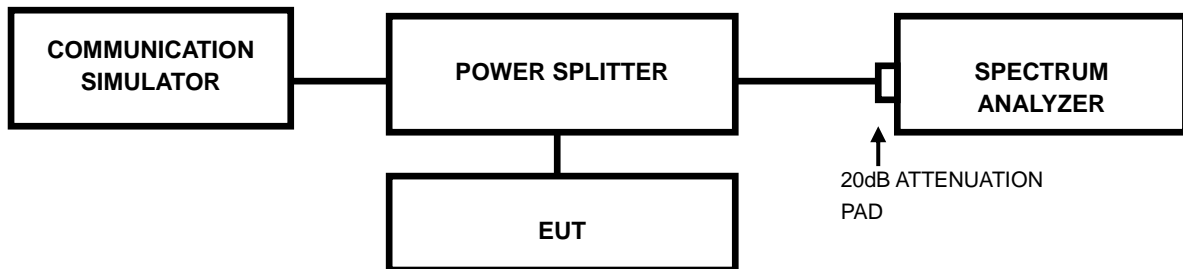 COMMUNICATION
SIMULATOR
POWER SPLITTER
SPECTRUM
ANALYZER
20dB ATTENUATION
PAD
EUT